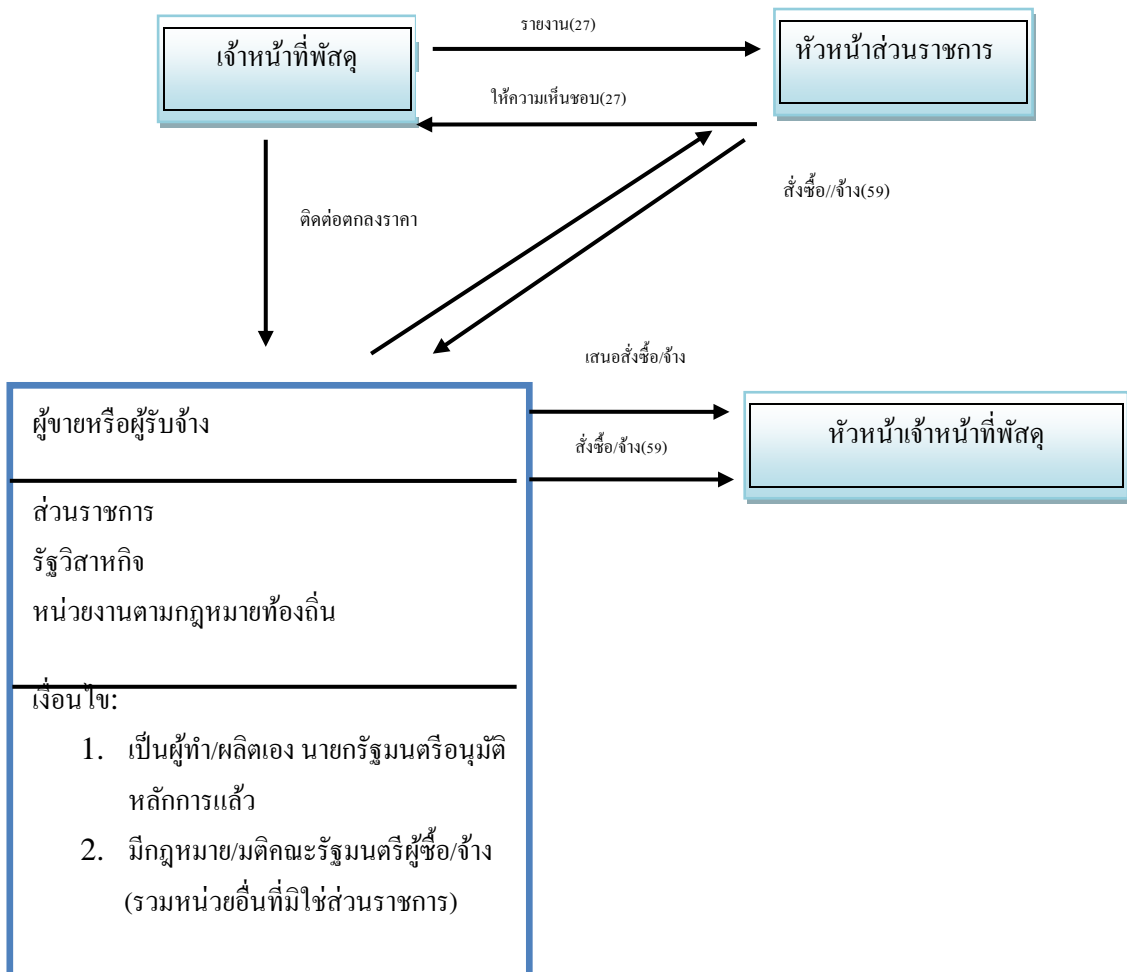 รายงาน(27)
เจ้าหน้าที่พัสดุ
หัวหน้าส่วนราชการ
ให้ความเห็นชอบ(27)
สั่งซื้อ//จ้าง(59)
ติดต่อตกลงราคา
เสนอสั่งซื้อ/จ้าง
ผู้ขายหรือผู้รับจ้าง
หัวหน้าเจ้าหน้าที่พัสดุ
สั่งซื้อ/จ้าง(59)
ส่วนราชการ
รัฐวิสาหกิจ
หน่วยงานตามกฎหมายท้องถิ่น
เงื่อนไข:
1. เป็นผู้ทำ/ผลิตเอง นายกรัฐมนตรีอนุมัติ
หลักการแล้ว
2. มีกฎหมาย/มติคณะรัฐมนตรีผู้ซื้อ/จ้าง
(รวมหน่วยอื่นที่มิใช่ส่วนราชการ)